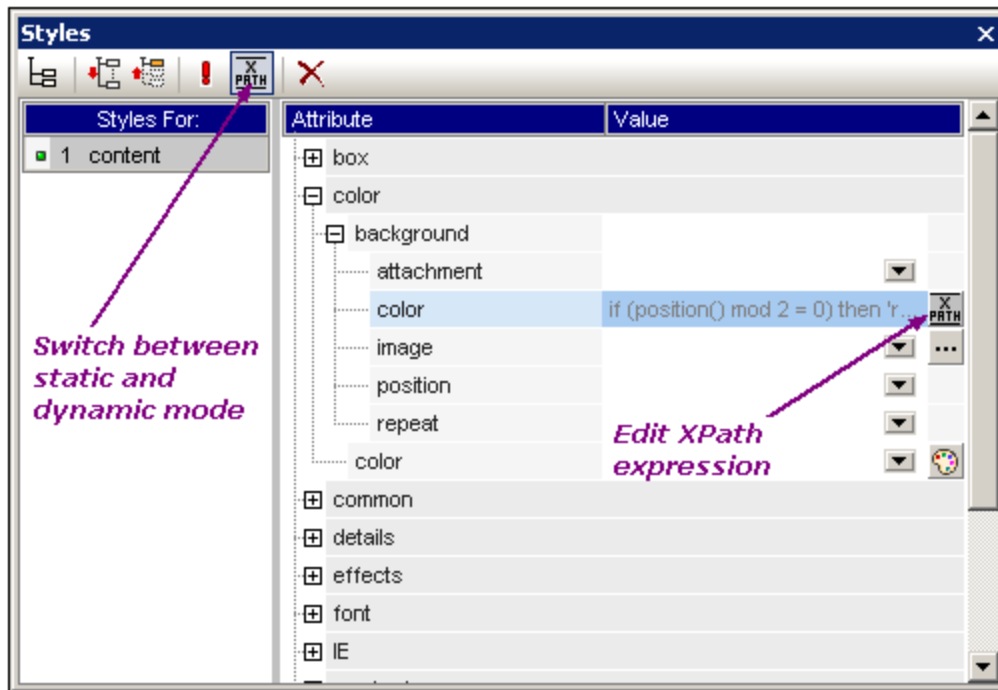 Styles
X
PATH
Styles For:
Attribute
Value
1 content
box
color
background
attachment
color
if (position() mod 2 = 0) then 'r...
X
PATH
image
...
position
repeat
color
common
details
effects
font
IE
Switch between
static and
dynamic mode
Edit XPath
expression